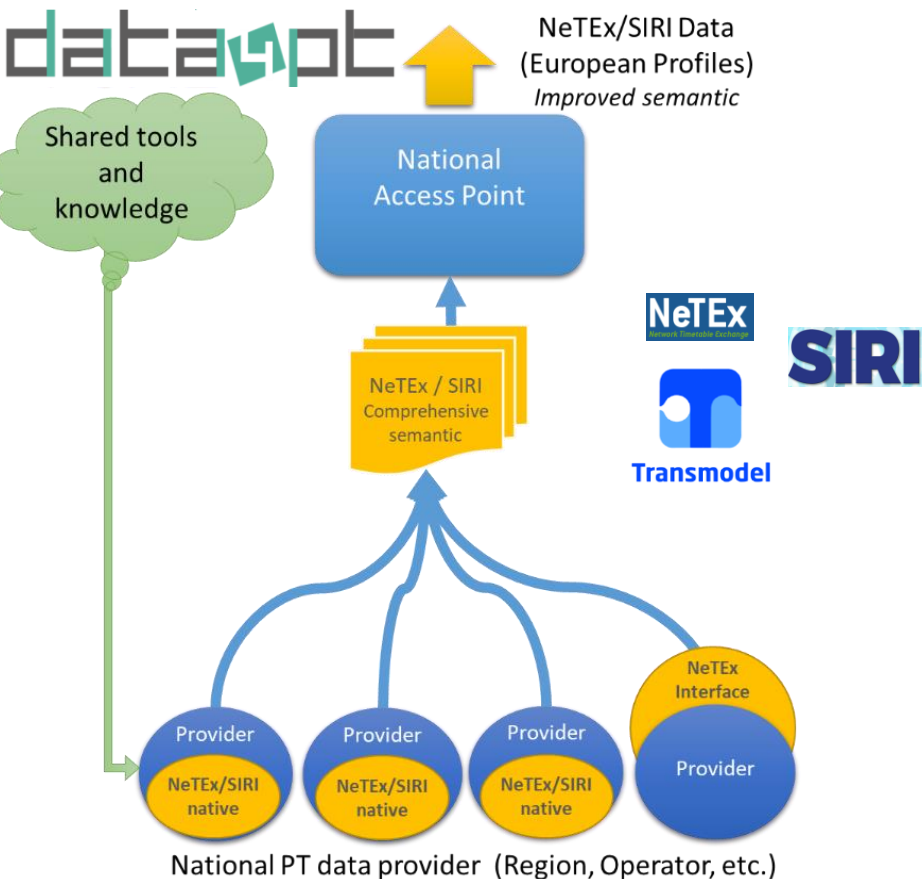 data4pt
NeTEx/SIRI Data
(European Profiles)
Improved semantic
Shared tools
and
knowledge
National
Access Point
NeTEx
Network Timetable Exchange
SIRI
NeTEx / SIRI
Comprehensive
semantic
Transmodel
NeTEx
Interface
Provider
NeTEx/SIRI
native
Provider
NeTEx/SIRI
native
Provider
NeTEx/SIRI
native
Provider
National PT data provider (Region, Operator, etc.)